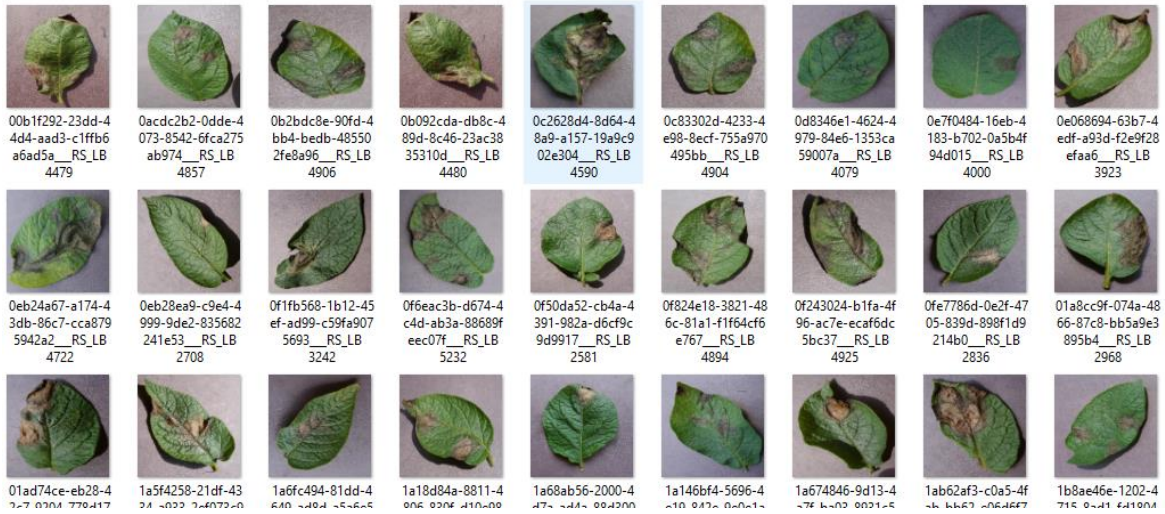 00b1f292-23dd-4
4d4-aad3-c1ffb6
a6ad5a___RS_LB
4479
0acdc2b2-0dde-4
073-8542-6fca275
ab974___RS_LB
4857
0b2bdc8e-90fd-4
bb4-bedb-48550
2fe8a96___RS_LB
4906
0b092cda-db8c-4
89d-8c46-23ac38
35310d___RS_LB
4480
0c2628d4-8d64-4
8a9-a157-19a9c9
02e304___RS_LB
4590
0c83302d-4233-4
e98-8ecf-755a970
495bb___RS_LB
4904
0d8346e1-4624-4
979-84e6-1353ca
59007a___RS_LB
4079
0e7f0484-16eb-4
183-b702-0a5b4f
94d015___RS_LB
4000
0e068694-63b7-4
edf-a93d-f2e9f28
efaa6___RS_LB
3923
0eb24a67-a174-4
3db-86c7-cca879
5942a2___RS_LB
4722
0eb28ea9-c9e4-4
999-9de2-835682
241e53___RS_LB
2708
0f1fb568-1b12-45
ef-ad99-c59fa907
5693___RS_LB
3242
0f6eac3b-d674-4
c4d-ab3a-88689f
eec07f___RS_LB
5232
0f50da52-cb4a-4
391-982a-d6cf9c
9d9917___RS_LB
2581
0f824e18-3821-48
6c-81a1-f1f64cf6
e767___RS_LB
4894
0f243024-b1fa-4f
96-ac7e-ecaf6dc
5bc37___RS_LB
4925
0fe7786d-0e2f-47
05-839d-898f1d9
214b0___RS_LB
2836
01a8cc9f-074a-48
66-87c8-bb5a9e3
895b4___RS_LB
2968
01ad74ce-eb28-4
1a5f4258-21df-43
1a6fc494-81dd-4
1a18d84a-8811-4
1a68ab56-2000-4
1a146bf4-5696-4
1a674846-9d13-4
1ab62af3-c0a5-4f
1b8ae46e-1202-4